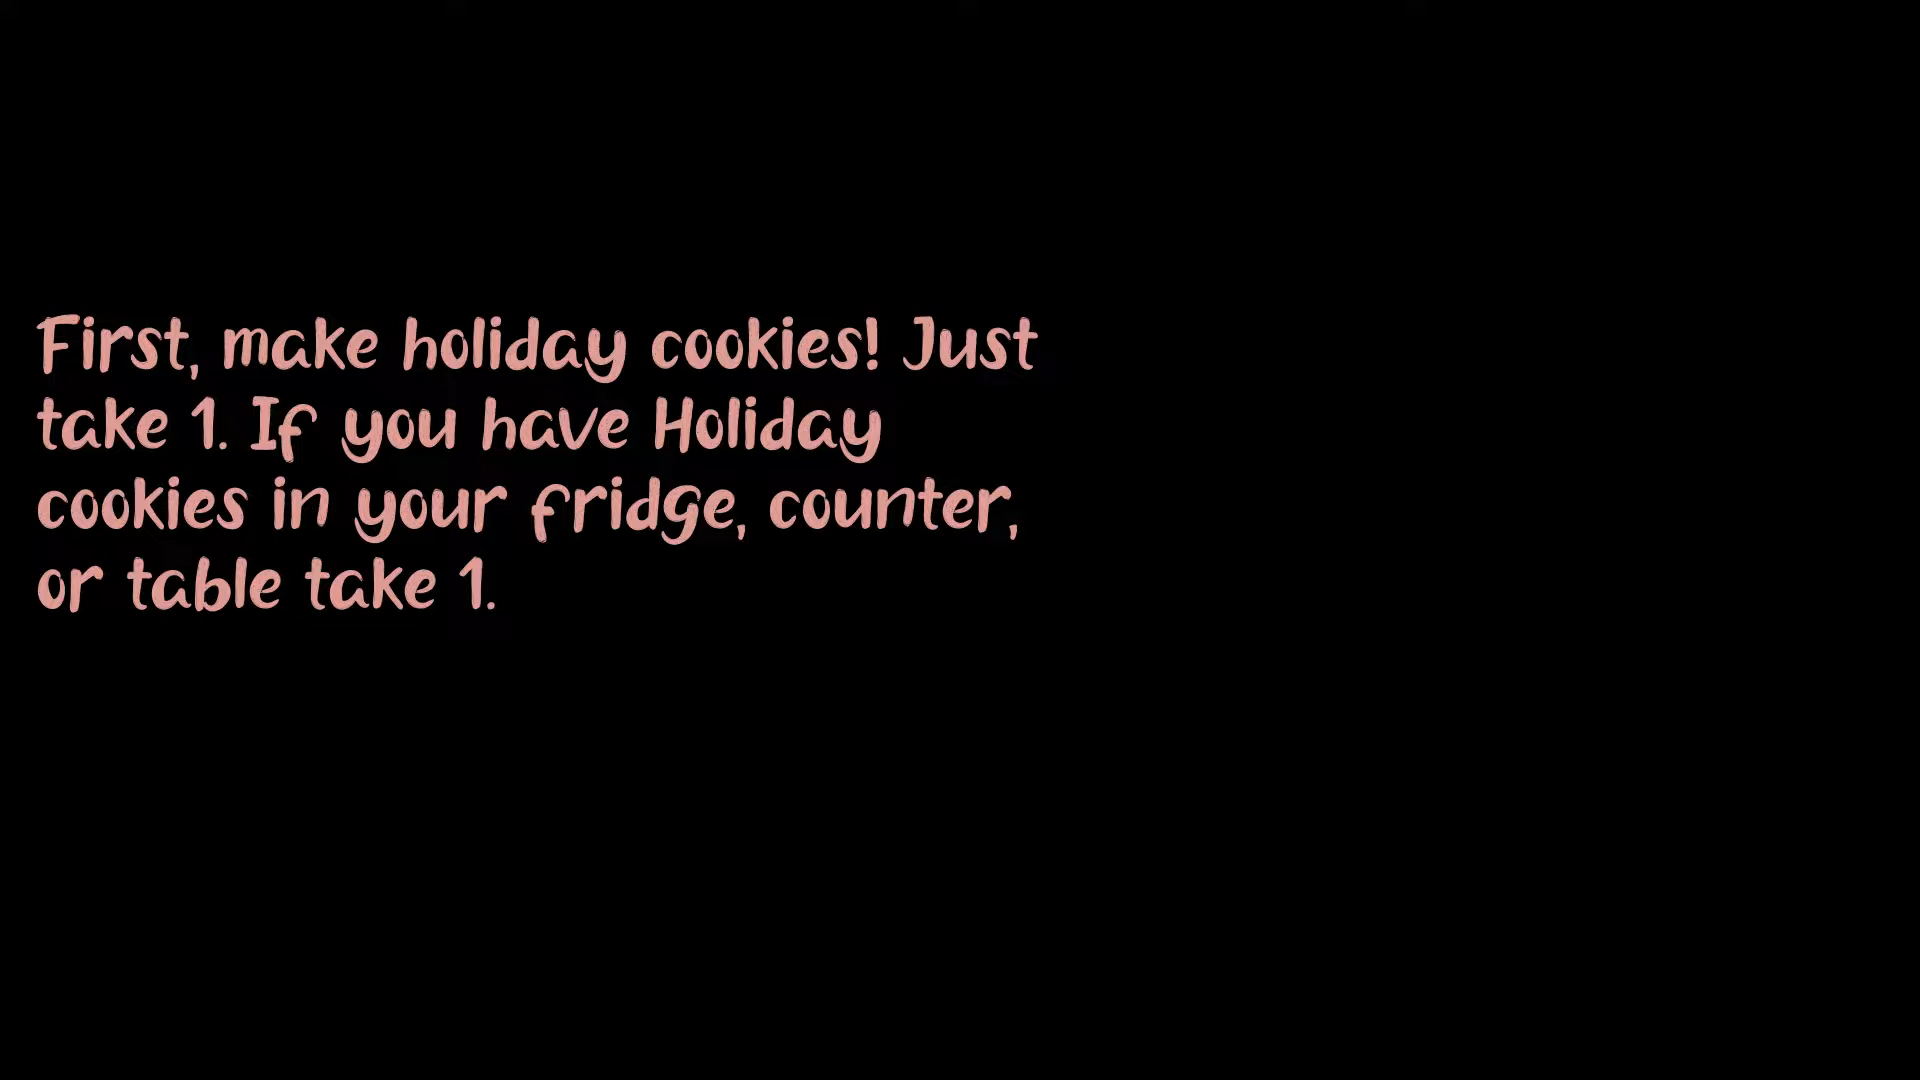 First, make holiday cookies! Just
take 1. If you have Holiday
cookies in your fridge, counter,
or table take 1.